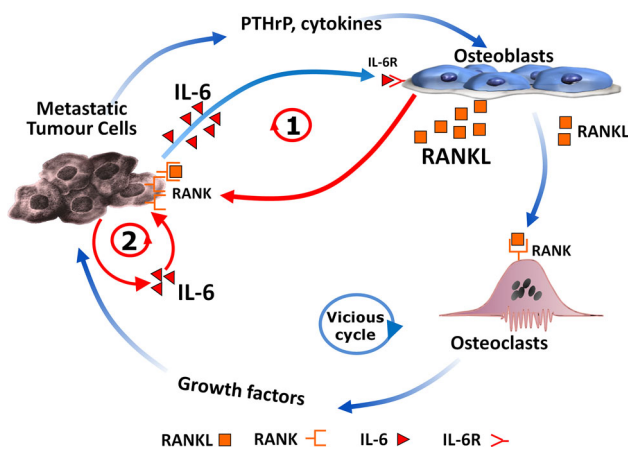 PTHrP, cytokines
IL-6R
Osteoblasts
IL-6
Metastatic
Tumour Cells
1
RANKL
RANKL
RANK
2
IL-6
RANK
Vicious
cycle
Osteoclasts
Growth factors
RANKL RANK IL-6 IL-6R